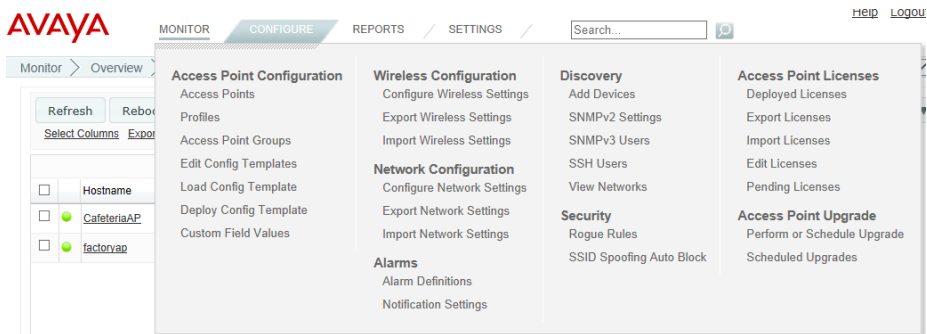 Help Logout
AVAYA
MONITOR CONFIGURE REPORTS SETTINGS Search...
Monitor Overview
Refresh
Select Columns
Hostname
CafeteriaAP
factoryap
Access Point Configuration
Access Points
Profiles
Access Point Groups
Edit Config Templates
Load Config Template
Deploy Config Template
Custom Field Values
Wireless Configuration
Configure Wireless Settings
Export Wireless Settings
Import Wireless Settings
Network Configuration
Configure Network Settings
Export Network Settings
Import Network Settings
Alarms
Alarm Definitions
Notification Settings
Discovery
Add Devices
SNMPv2 Settings
SNMPv3 Users
SSH Users
View Networks
Security
Rogue Rules
SSID Spoofing Auto Block
Access Point Licenses
Deployed Licenses
Export Licenses
Import Licenses
Edit Licenses
Pending Licenses
Access Point Upgrade
Perform or Schedule Upgrade
Scheduled Upgrades